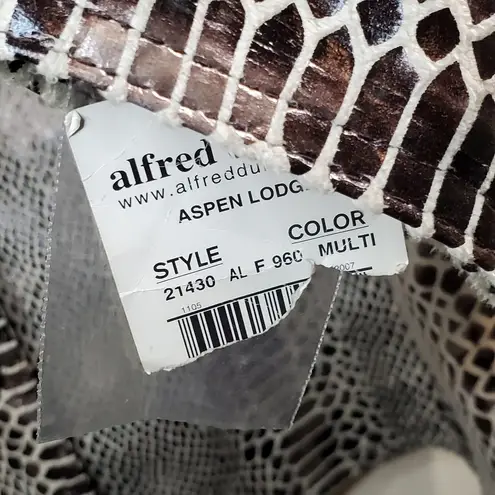 alfred
www.alfreddu
ASPEN LODG
STYLE COLOR
21430 AL F 960 MULTI
1105